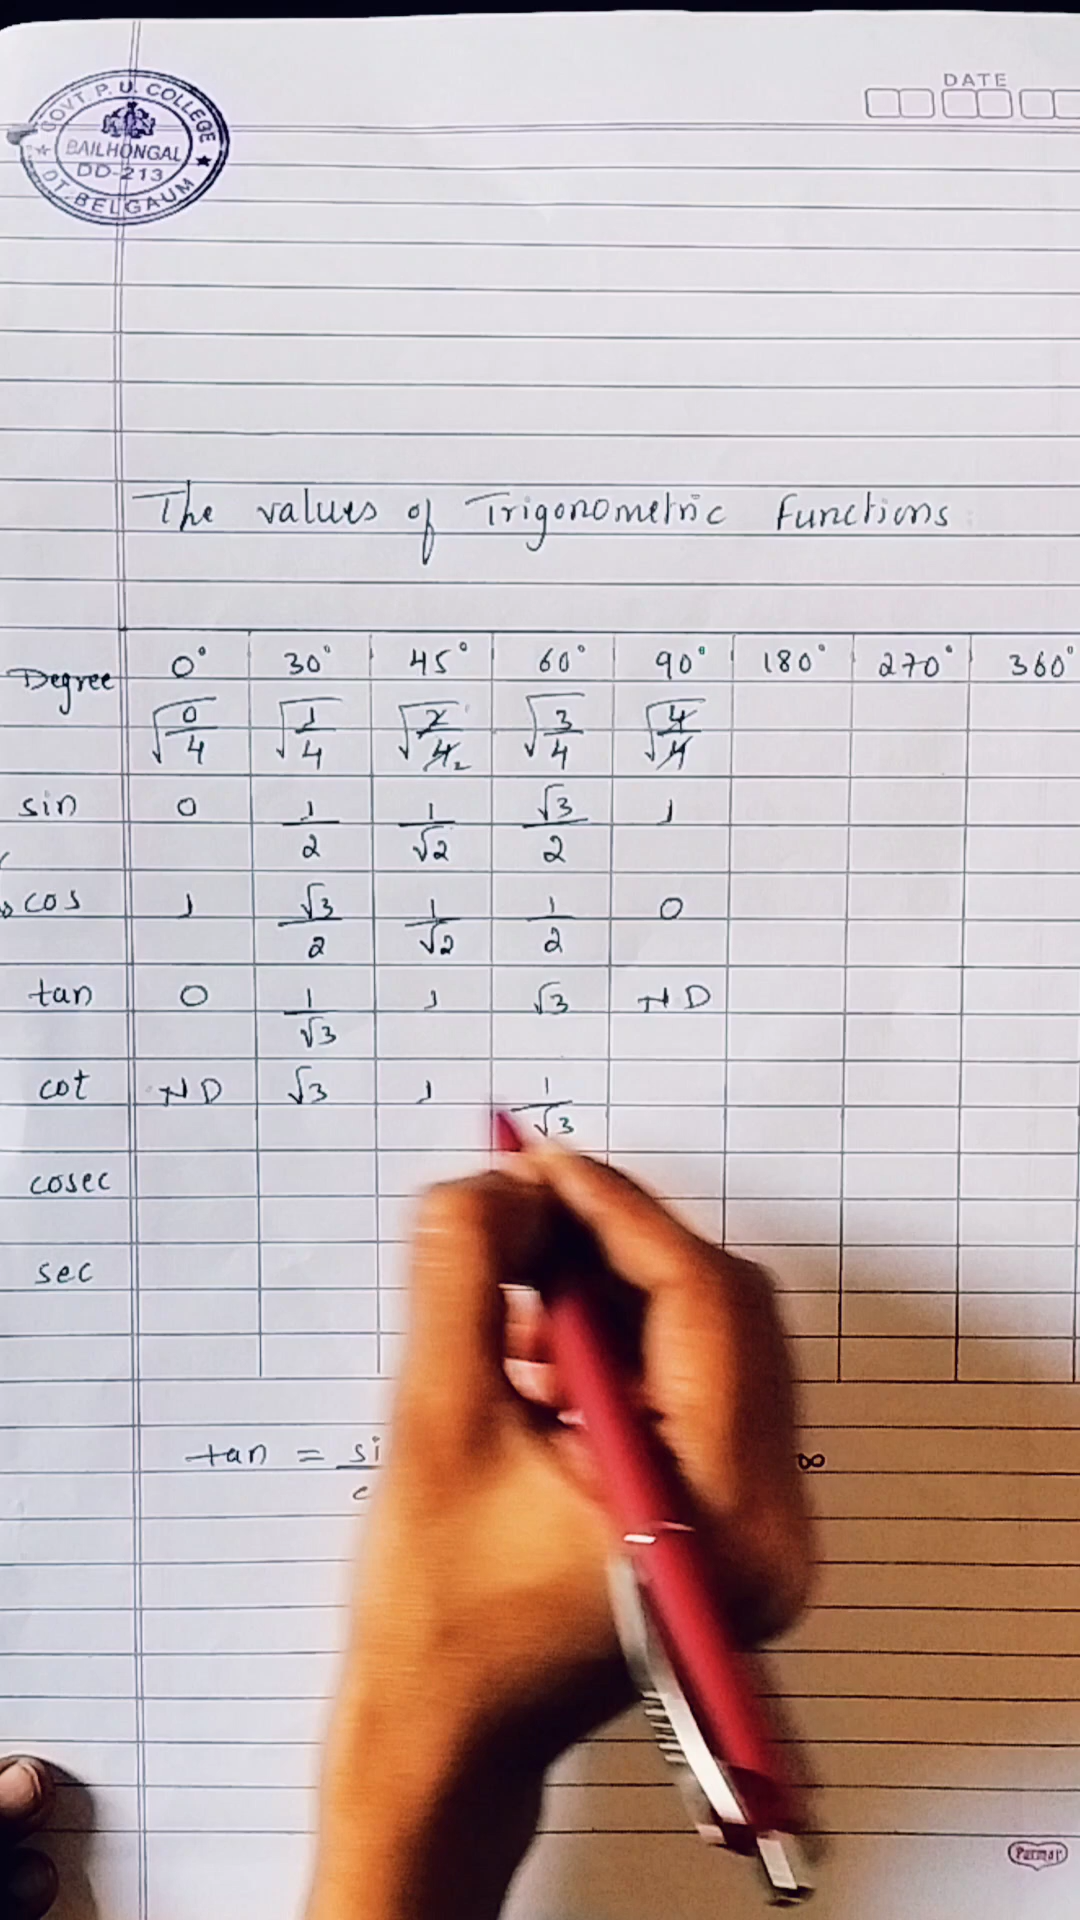 GOVT. P. U. COLLEGE
BAILHONGAL
DD-213
DT. BELGAUM
DATE
The values of Trigonometric Functions
Degree 0° 30° 45° 60° 90° 180° 270° 360°
√0/4 √1/4 √2/4 2 √3/4 √4/4
sin 0 1/2 1/√2 √3/2 1
cos 1 √3/2 1/√2 1/2 0
tan 0 1/√3 1 √3 ND
cot ND √3 1 1/√3
cosec
sec
tan = si ∞
c
Parmar